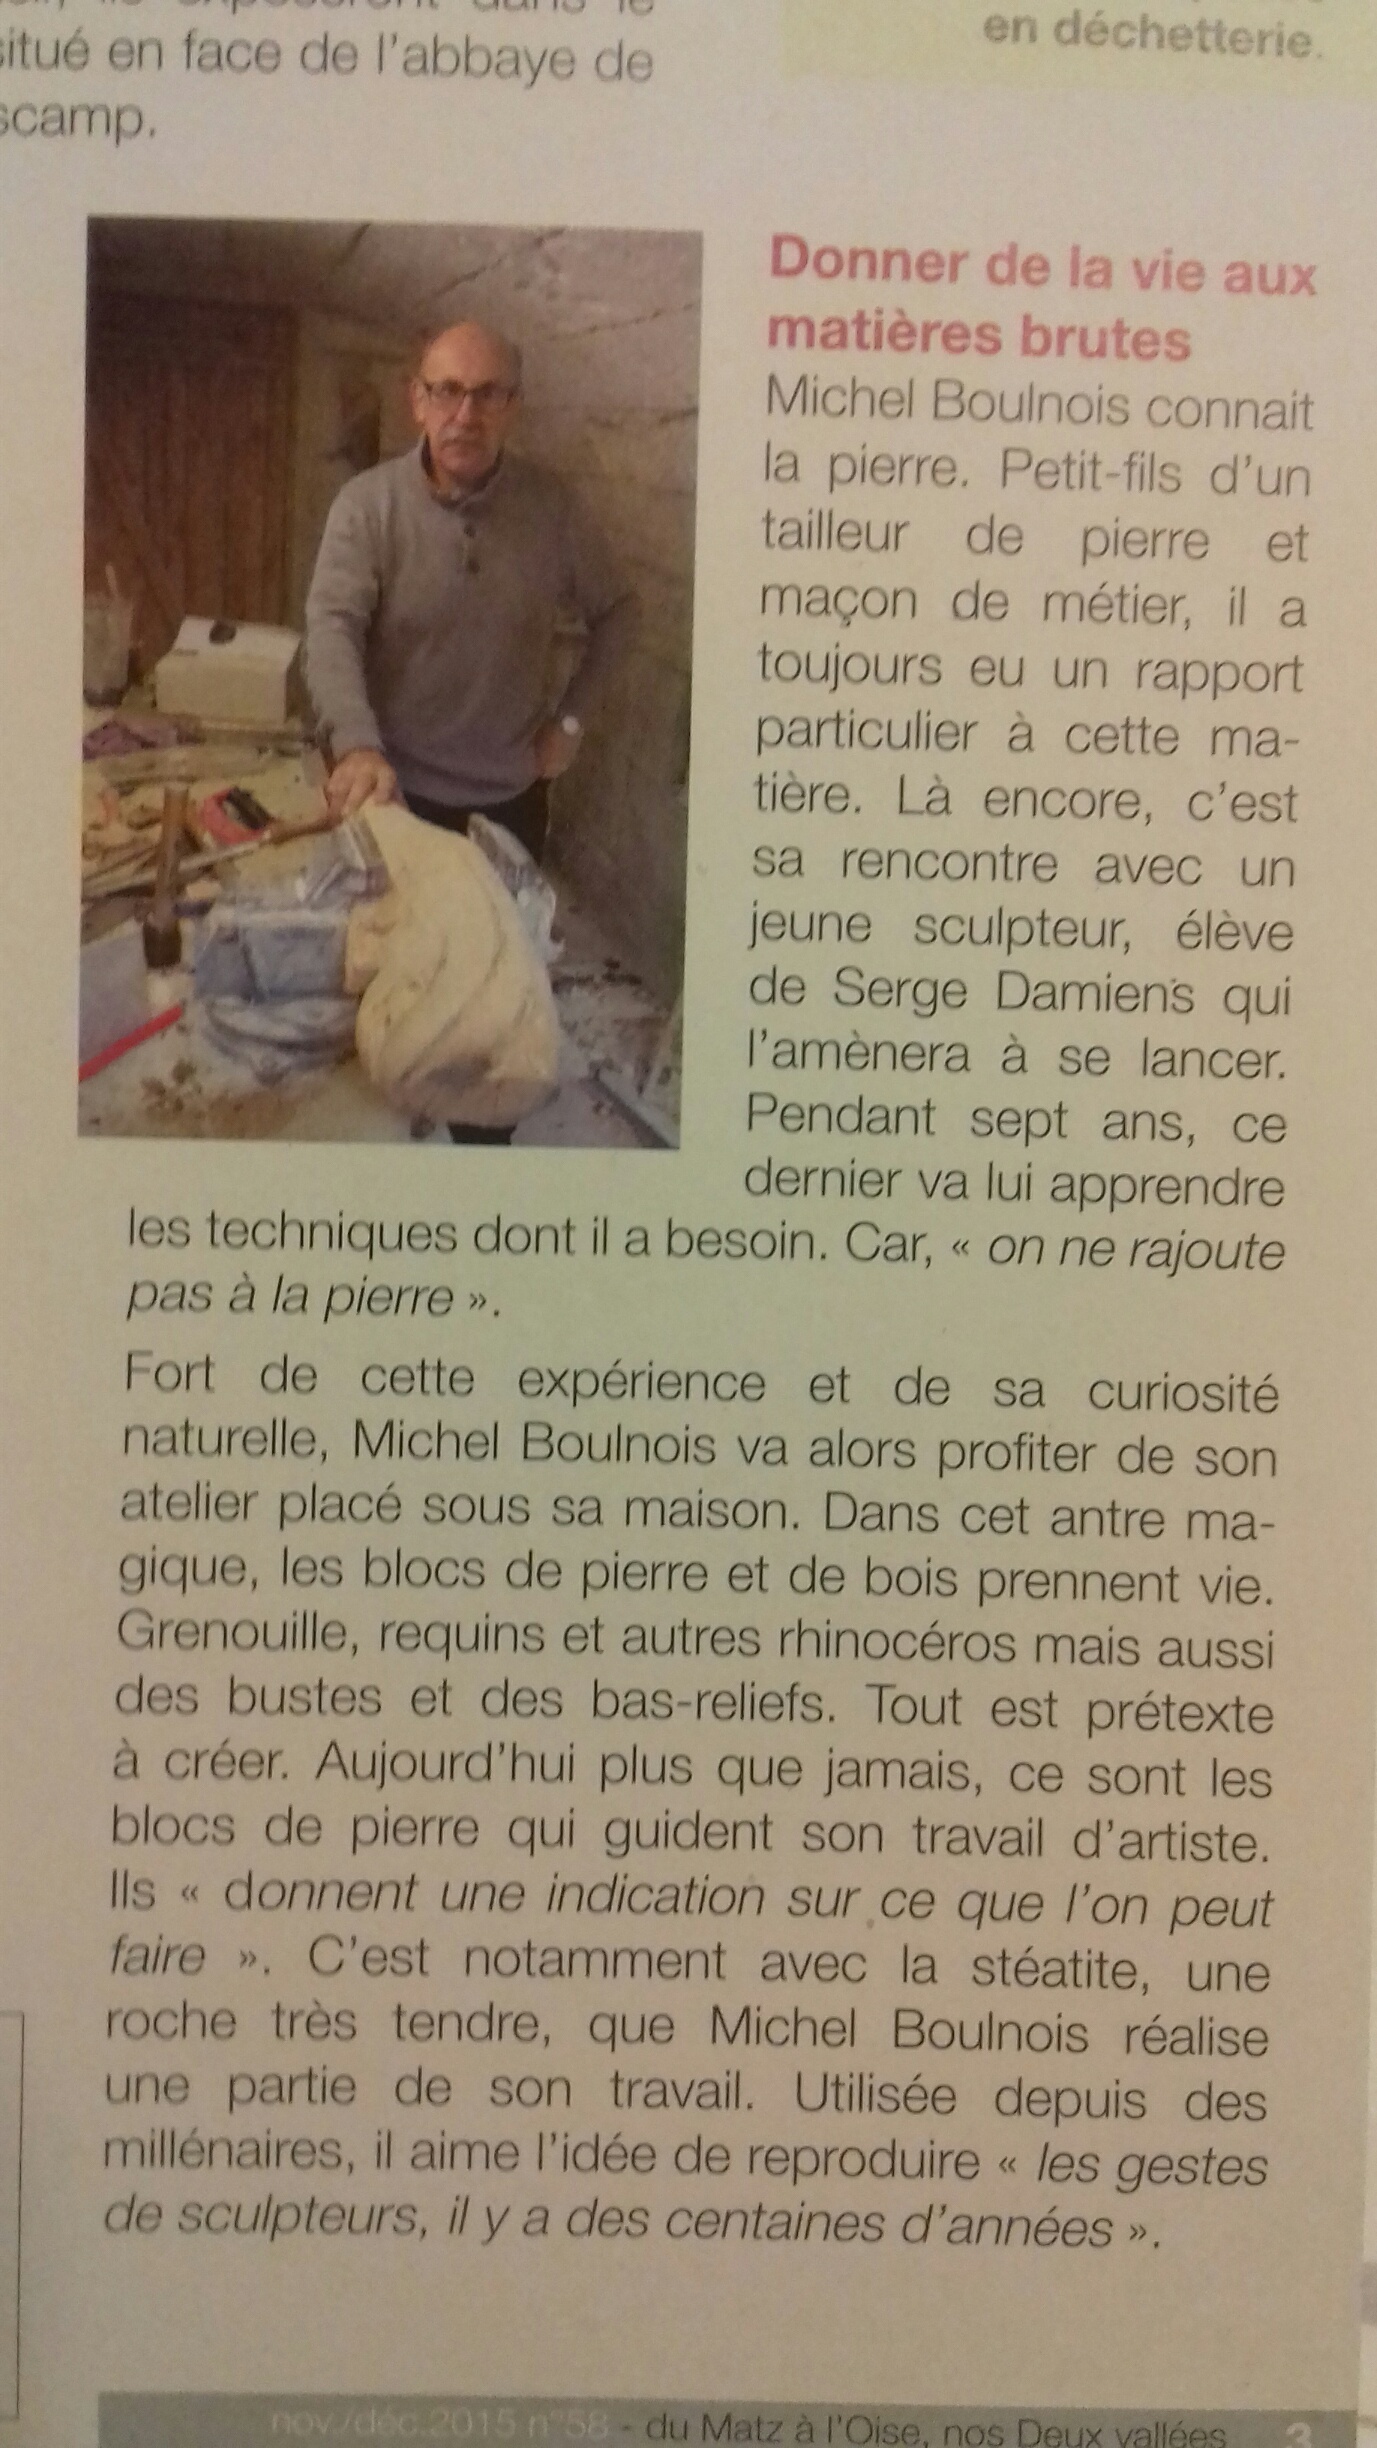 situé en face de l'abbaye de
scamp.
en déchetterie.
Donner de la vie aux
matières brutes
Michel Boulnois connait
la pierre. Petit-fils d'un
tailleur de pierre et
maçon de métier, il a
toujours eu un rapport
particulier à cette ma-
tière. Là encore, c'est
sa rencontre avec un
jeune sculpteur, élève
de Serge Damiens qui
l'amènera à se lancer.
Pendant sept ans, ce
dernier va lui apprendre
les techniques dont il a besoin. Car, « on ne rajoute
pas à la pierre ».
Fort de cette expérience et de sa curiosité
naturelle, Michel Boulnois va alors profiter de son
atelier placé sous sa maison. Dans cet antre ma-
gique, les blocs de pierre et de bois prennent vie.
Grenouille, requins et autres rhinocéros mais aussi
des bustes et des bas-reliefs. Tout est prétexte
à créer. Aujourd'hui plus que jamais, ce sont les
blocs de pierre qui guident son travail d'artiste.
Ils « donnent une indication sur ce que l'on peut
faire ». C'est notamment avec la stéatite, une
roche très tendre, que Michel Boulnois réalise
une partie de son travail. Utilisée depuis des
millénaires, il aime l'idée de reproduire « les gestes
de sculpteurs, il y a des centaines d'années ».
nov./déc.2015 n°58 - du Matz à l'Oise, nos Deux vallées 3